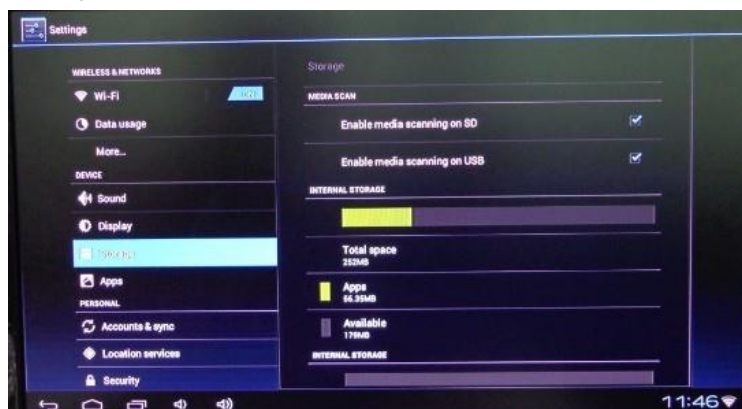 Settings
WIRELESS & NETWORKS
Wi-Fi
Data usage
More...
DEVICE
Sound
Display
Storage
Apps
PERSONAL
Accounts & sync
Location services
Security
Storage
MEDIA SCAN
Enable media scanning on SD
Enable media scanning on USB
INTERNAL STORAGE
Total space
252MB
Apps
56.35MB
Available
179MB
INTERNAL STORAGE
11:46